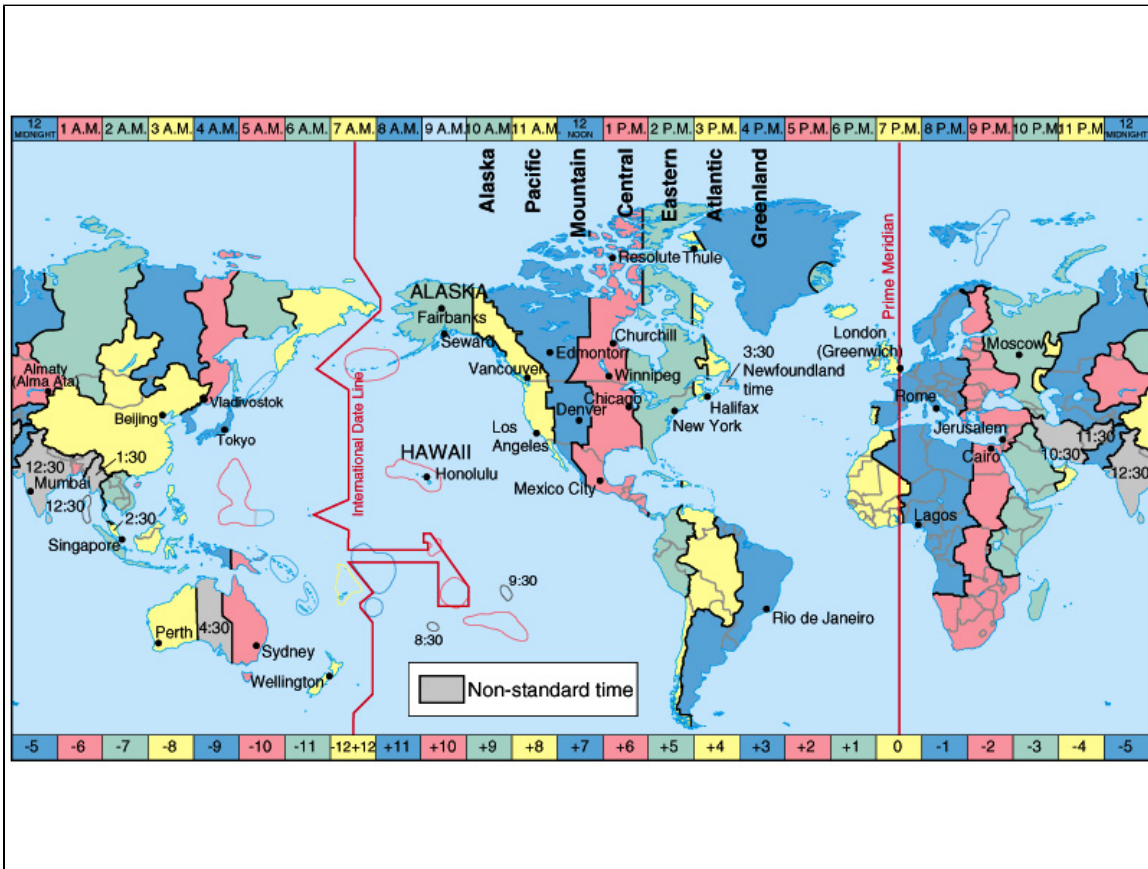 12 MIDNIGHT 1 A.M. 2 A.M. 3 A.M. 4 A.M. 5 A.M. 6 A.M. 7 A.M. 8 A.M. 9 A.M. 10 A.M. 11 A.M. 12 NOON 1 P.M. 2 P.M. 3 P.M. 4 P.M. 5 P.M. 6 P.M. 7 P.M. 8 P.M. 9 P.M. 10 P.M. 11 P.M. 12 MIDNIGHT
Alaska
Pacific
Mountain
Central
Eastern
Atlantic
Greenland
Prime Meridian
International Date Line
Resolute
Thule
ALASKA
Fairbanks
Seward
Churchill
London
(Greenwich)
Moscow
Edmonton
3:30
Newfoundland
time
Almaty
(Alma Ata)
Vancouver
Winnipeg
Chicago
Halifax
Rome
Beijing
Vladivostok
Denver
New York
Tokyo
Los
Angeles
Jerusalem
Cairo
11:30
10:30
12:30
1:30
12:30
Mumbai
12:30
HAWAII
Honolulu
Mexico City
2:30
Singapore
Lagos
9:30
8:30
Rio de Janeiro
Perth
4:30
Sydney
Wellington
Non-standard time
-5 -6 -7 -8 -9 -10 -11 -12+12 +11 +10 +9 +8 +7 +6 +5 +4 +3 +2 +1 0 -1 -2 -3 -4 -5